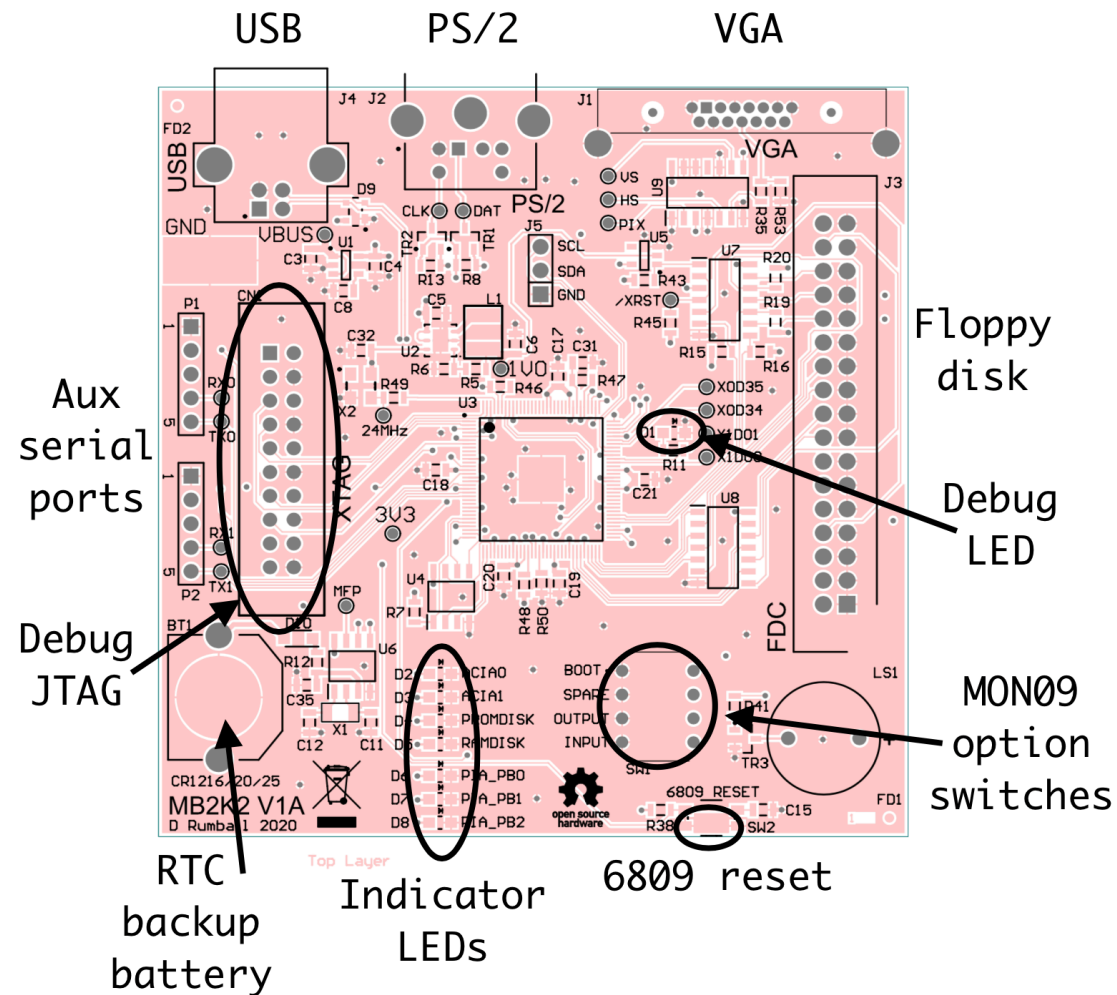 USB
PS/2
VGA
J4
J2
J1
FD2
USB
VGA
J3
D9
VS
HS
PIX
U9
R35
R53
CLK
DAT
PS/2
GND
VBUS
J5
U1
TR2
TR1
SCL
SDA
GND
U5
U7
R20
C3
C4
R13
R8
R43
/XRST
R19
C8
CN1
P1
1
C5
L1
R45
C32
U2
C6
C17
C31
R15
R16
Floppy
disk
R6
R5
1V0
R46
R47
RX0
X2
R49
U3
X0D35
X0D34
Aux
serial
ports
24MHz
5
TX0
D1
X1D01
R11
1
XTAG
C18
C21
Debug
LED
3V3
U8
RX1
5
TX1
P2
MFP
U4
C20
C19
R7
R48
R50
FDC
Debug
JTAG
BT1
D10
R12
U6
C35
X1
C12
C11
D2
D3
ACIA1
D4
PROMDISK
D5
RAMDISK
D6
PIA_PB0
D7
PIA_PB1
D8
PIA_PB2
BOOT
SPARE
OUTPUT
INPUT
SW1
LS1
R41
TR3
+
MON09
option
switches
CR1216/20/25
MB2K2 V1A
D Rumball 2020
open source
hardware
6809 RESET
R38
SW2
C15
FD1
1
Top Layer
RTC
backup
battery
Indicator
LEDs
6809 reset